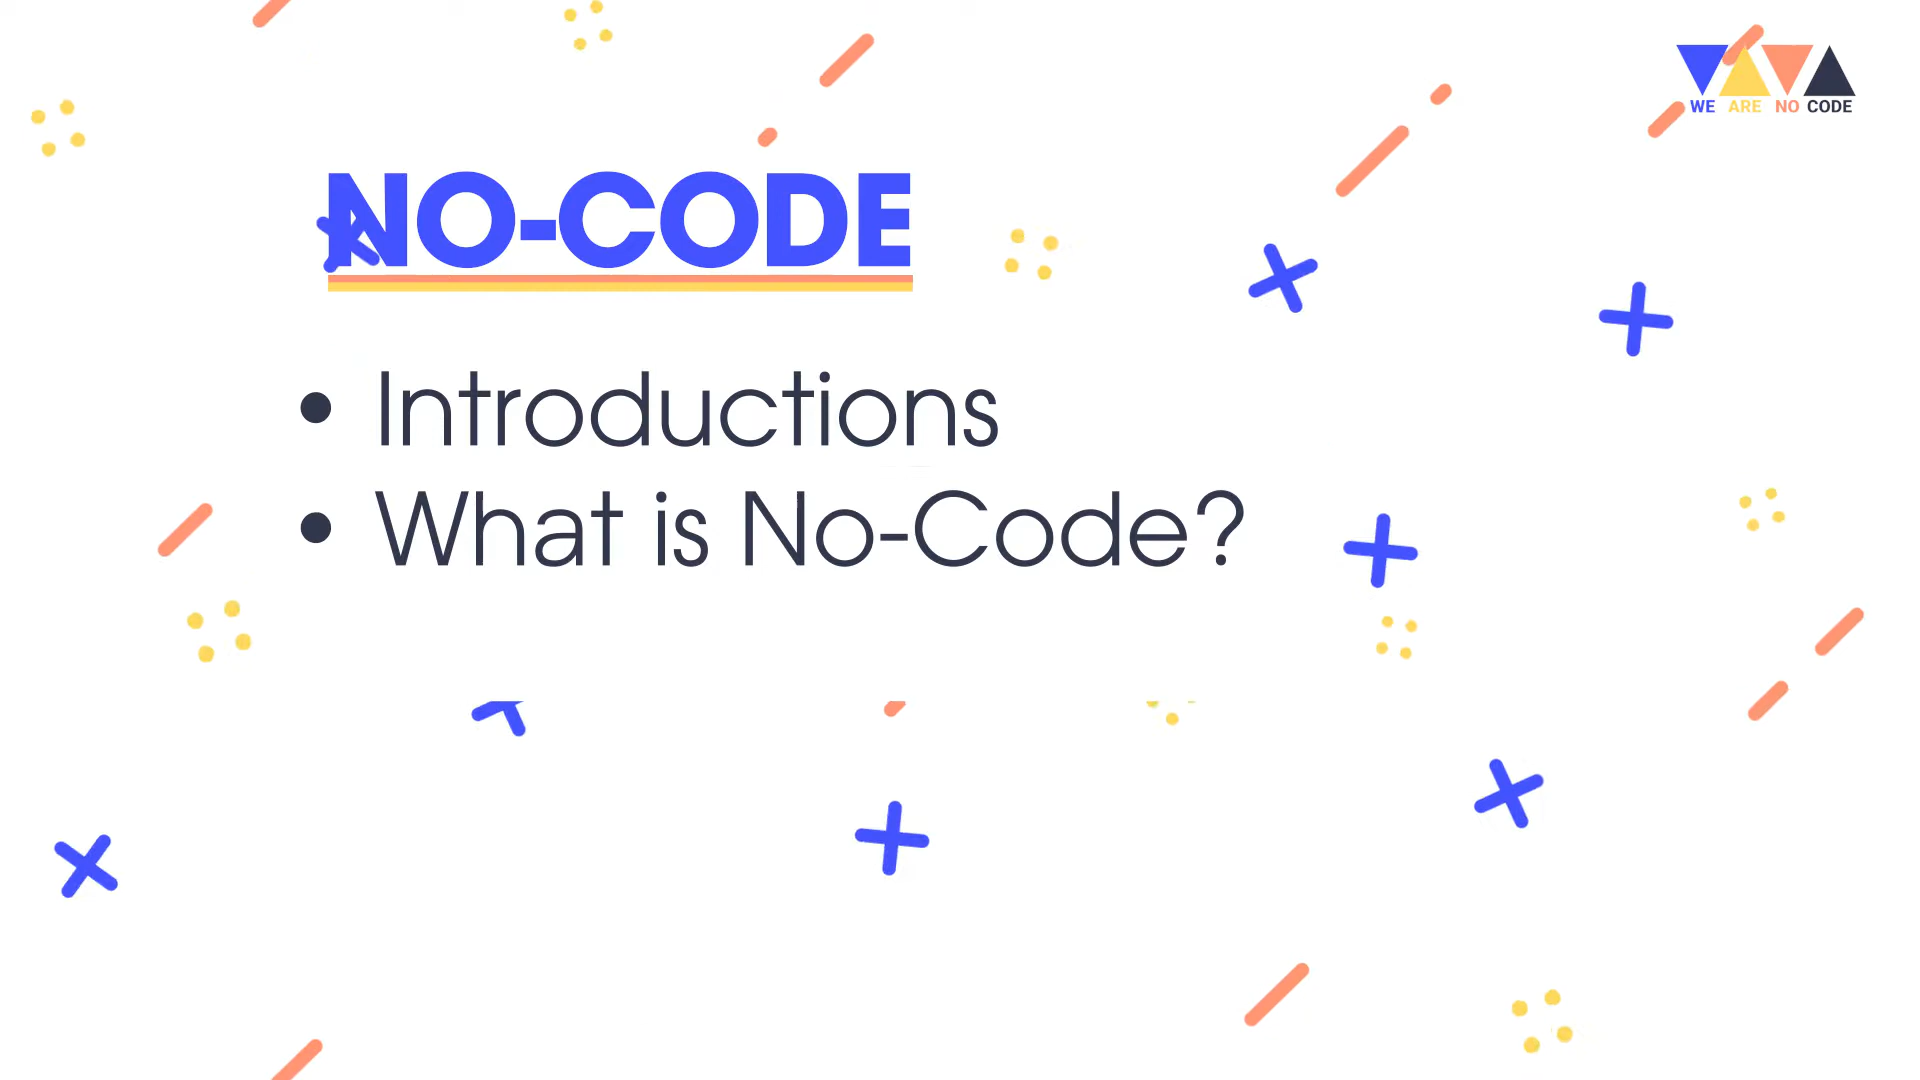 WE ARE NO CODE
NO-CODE
• Introductions
• What is No-Code?